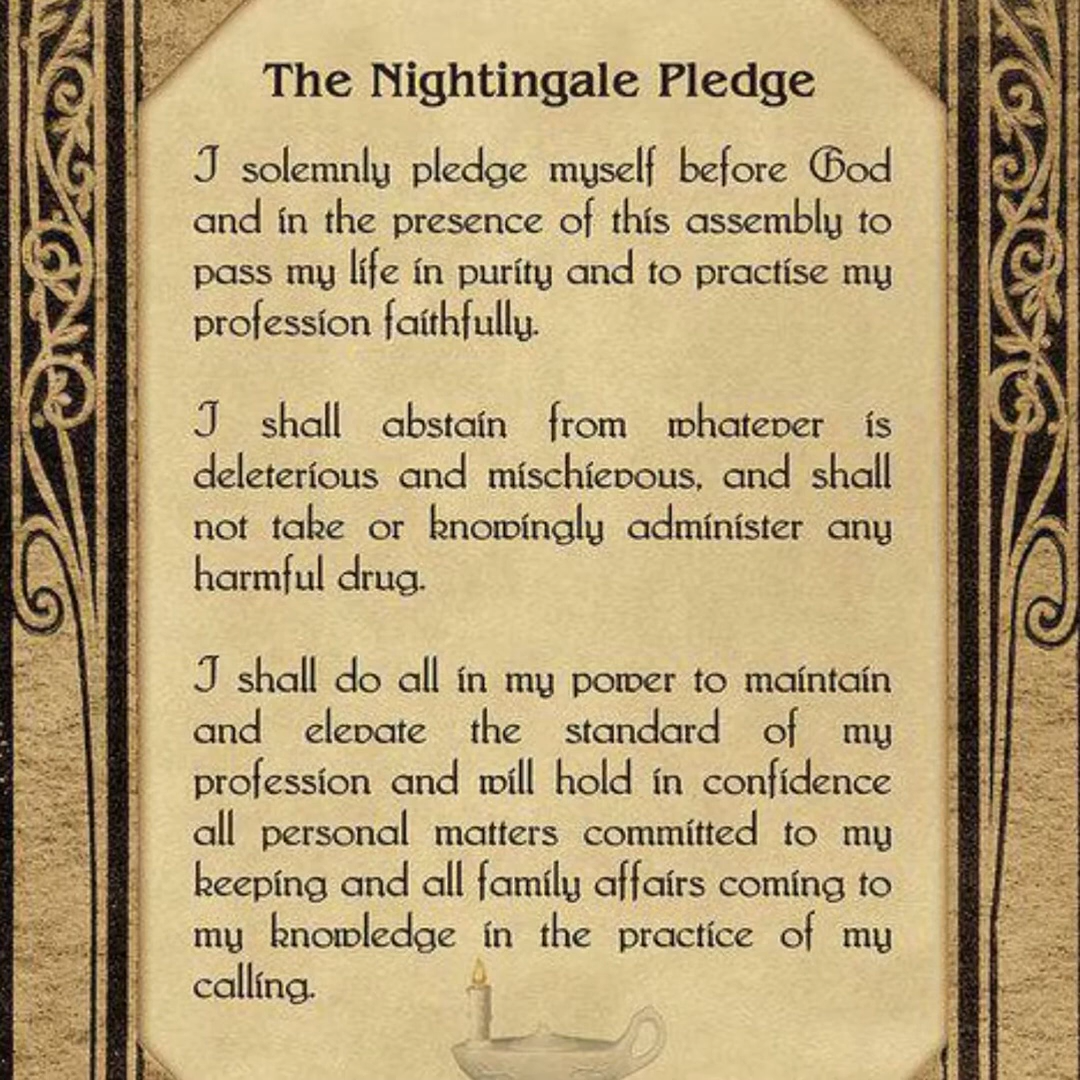 The Nightingale Pledge
I solemnly pledge myself before God
and in the presence of this assembly to
pass my life in purity and to practise my
profession faithfully.
I shall abstain from whatever is
deleterious and mischievous, and shall
not take or knowingly administer any
harmful drug.
I shall do all in my power to maintain
and elevate the standard of my
profession and will hold in confidence
all personal matters committed to my
keeping and all family affairs coming to
my knowledge in the practice of my
calling.